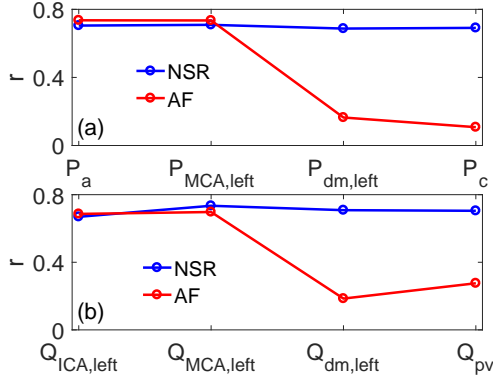 0.8
r
0.4
0
NSR
AF
(a)
P_a P_MCA,left P_dm,left P_c
0.8
r
0.4
0
NSR
AF
(b)
Q_ICA,left Q_MCA,left Q_dm,left Q_pv